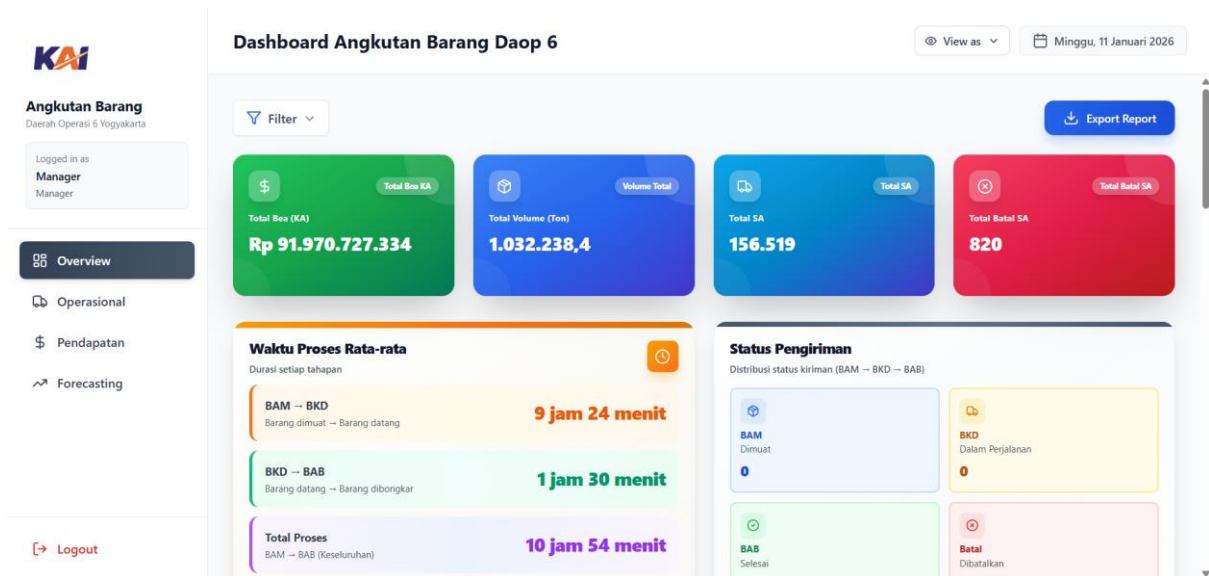 KAI
Angkutan Barang
Daerah Operasi 6 Yogyakarta
Logged in as
Manager
Manager
Overview
Operasional
Pendapatan
Forecasting
Logout
Dashboard Angkutan Barang Daop 6
View as
Minggu, 11 Januari 2026
Filter
Export Report
Total Bea KA
Total Bea (KA)
Rp 91.970.727.334
Volume Total
Total Volume (Ton)
1.032.238,4
Total SA
Total SA
156.519
Total Batal SA
Total Batal SA
820
Waktu Proses Rata-rata
Durasi setiap tahapan
BAM → BKD
Barang dimuat → Barang datang
9 jam 24 menit
BKD → BAB
Barang datang → Barang dibongkar
1 jam 30 menit
Total Proses
BAM → BAB (Keseluruhan)
10 jam 54 menit
Status Pengiriman
Distribusi status kiriman (BAM → BKD → BAB)
BAM
Dimuat
0
BKD
Dalam Perjalanan
0
BAB
Selesai
Batal
Dibatalkan